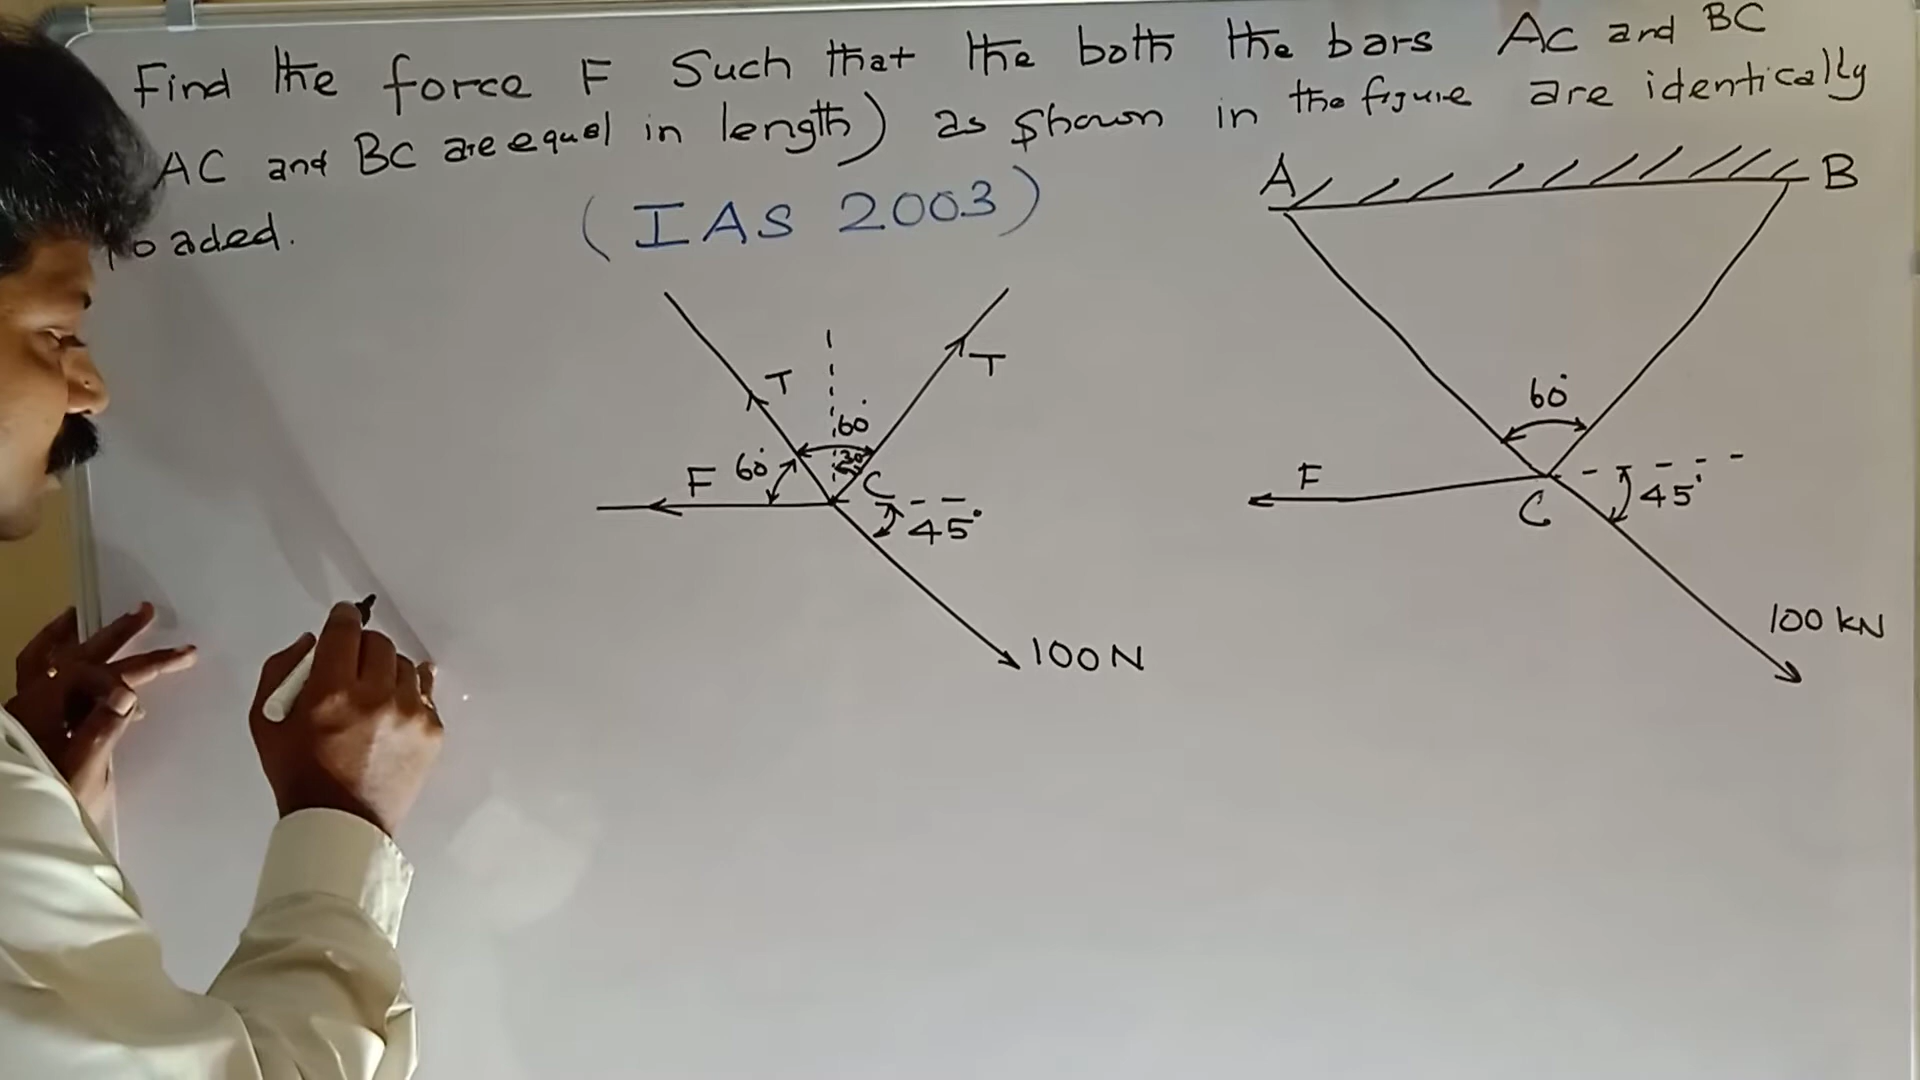 Find the force F Such that the both the bars AC and BC
AC and BC are equal in length) as shown in the figure are identically
loaded.
(IAS 2003)
A
B
60°
F
C
45°
100 kN
T
T
60°
F
60°
30°
C
45°
100 N